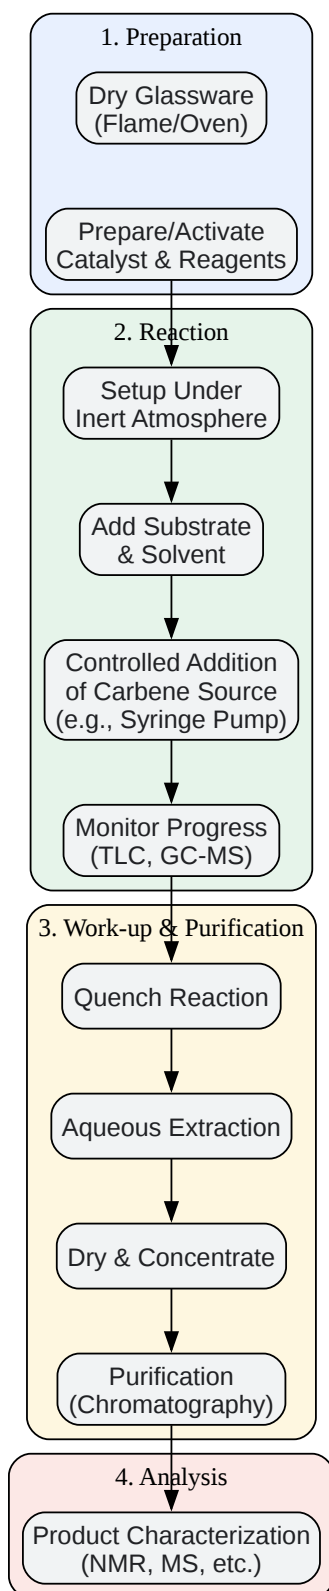 1. Preparation
Dry Glassware
(Flame/Oven)
Prepare/Activate
Catalyst & Reagents
2. Reaction
Setup Under
Inert Atmosphere
Add Substrate
& Solvent
Controlled Addition
of Carbene Source
(e.g., Syringe Pump)
Monitor Progress
(TLC, GC-MS)
3. Work-up & Purification
Quench Reaction
Aqueous Extraction
Dry & Concentrate
Purification
(Chromatography)
4. Analysis
Product Characterization
(NMR, MS, etc.)